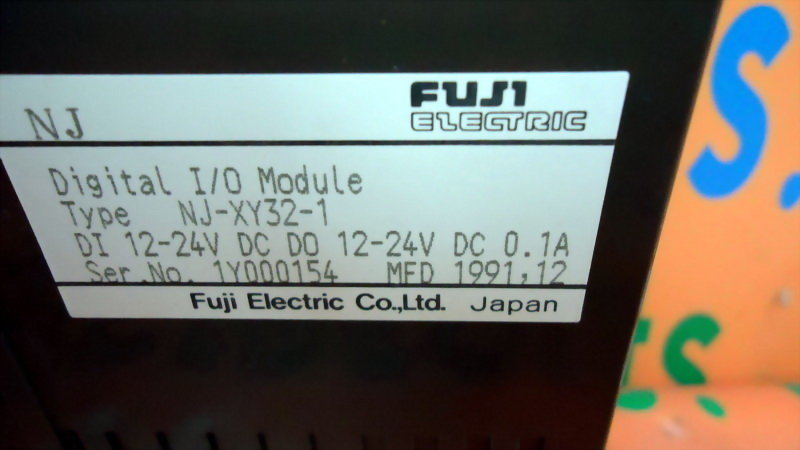 NJ
FUJI
ELECTRIC
Digital I/O Module
Type NJ-XY32-1
DI 12-24V DC DO 12-24V DC 0.1A
Ser.No. 1Y000154 MFD 1991,12
Fuji Electric Co.,Ltd. Japan
S.
S